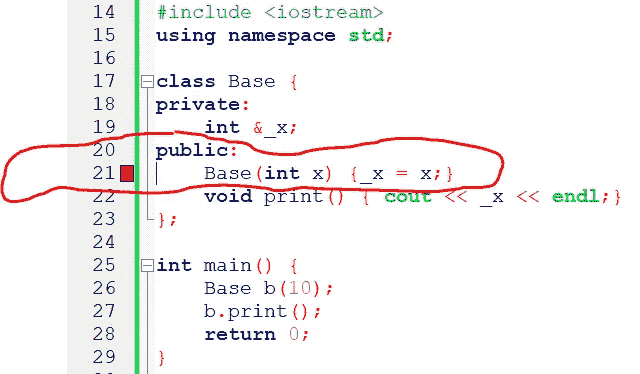 14 #include <iostream>
15 using namespace std;
16
17 class Base {
18 private:
19     int &_x;
20 public:
21     Base(int x) {_x = x;}
22     void print() { cout << _x << endl;}
23 };
24
25 int main() {
26     Base b(10);
27     b.print();
28     return 0;
29 }